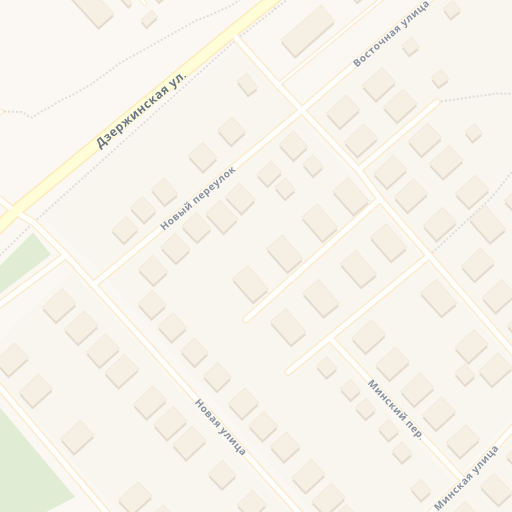 Восточная улица
Дзержинская ул.
Новый переулок
Новая улица
Минский пер.
Минская улица